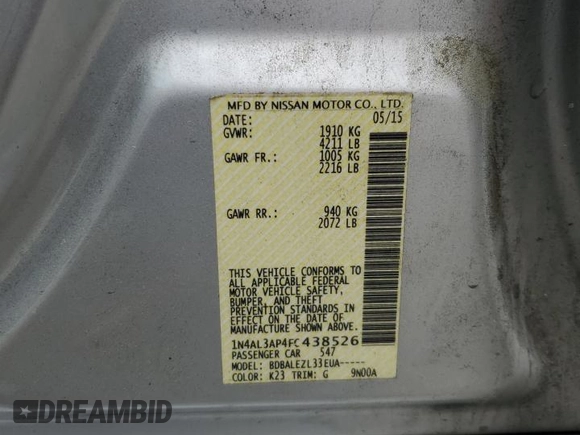 MFD BY NISSAN MOTOR CO., LTD.
DATE: 05/15
GVWR: 1910 KG
4211 LB
GAWR FR.: 1005 KG
2216 LB
GAWR RR.: 940 KG
2072 LB
THIS VEHICLE CONFORMS TO
ALL APPLICABLE FEDERAL
MOTOR VEHICLE SAFETY,
BUMPER, AND THEFT
PREVENTION STANDARDS IN
EFFECT ON THE DATE OF
MANUFACTURE SHOWN ABOVE.
1N4AL3AP4FC438526
PASSENGER CAR 547
MODEL: BDBALEZL33EUA-----
COLOR: K23 TRIM: G 9N00A
DREAMBID